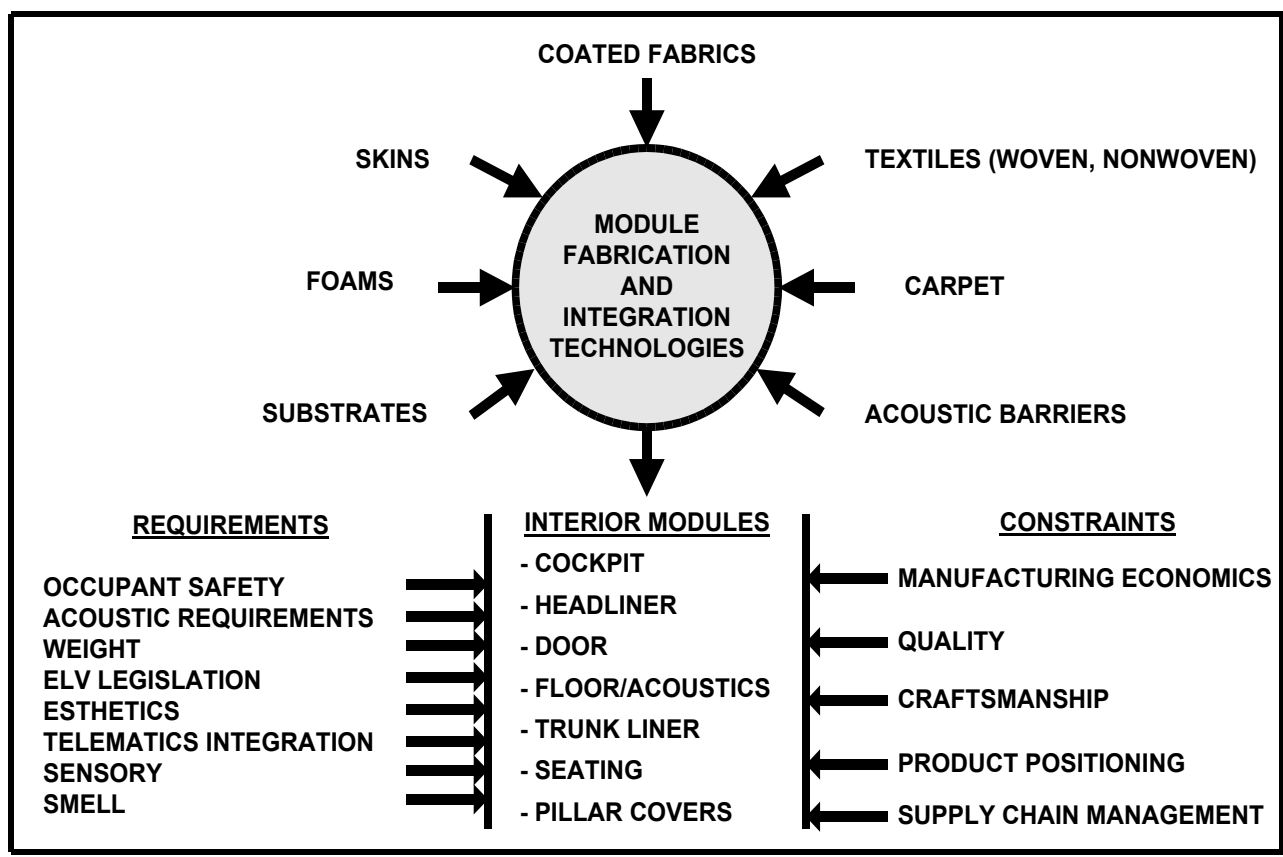 COATED FABRICS
SKINS
TEXTILES (WOVEN, NONWOVEN)
MODULE
FABRICATION
AND
INTEGRATION
TECHNOLOGIES
FOAMS
CARPET
SUBSTRATES
ACOUSTIC BARRIERS
REQUIREMENTS
OCCUPANT SAFETY
ACOUSTIC REQUIREMENTS
WEIGHT
ELV LEGISLATION
ESTHETICS
TELEMATICS INTEGRATION
SENSORY
SMELL
INTERIOR MODULES
- COCKPIT
- HEADLINER
- DOOR
- FLOOR/ACOUSTICS
- TRUNK LINER
- SEATING
- PILLAR COVERS
CONSTRAINTS
MANUFACTURING ECONOMICS
QUALITY
CRAFTSMANSHIP
PRODUCT POSITIONING
SUPPLY CHAIN MANAGEMENT